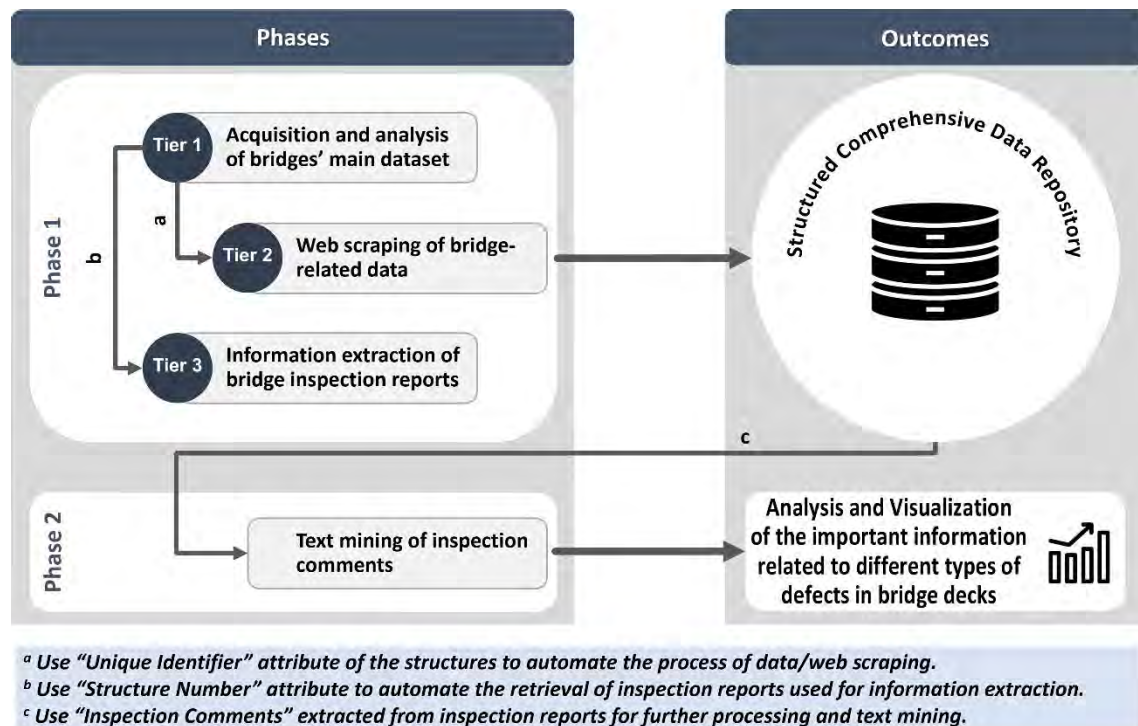 Phases
Outcomes
Phase 1
Tier 1
Acquisition and analysis
of bridges' main dataset
a
b
Tier 2
Web scraping of bridge-
related data
Tier 3
Information extraction of
bridge inspection reports
Structured Comprehensive Data Repository
c
Phase 2
Text mining of inspection
comments
Analysis and Visualization
of the important information
related to different types of
defects in bridge decks
a Use “Unique Identifier” attribute of the structures to automate the process of data/web scraping.
b Use “Structure Number” attribute to automate the retrieval of inspection reports used for information extraction.
c Use “Inspection Comments” extracted from inspection reports for further processing and text mining.